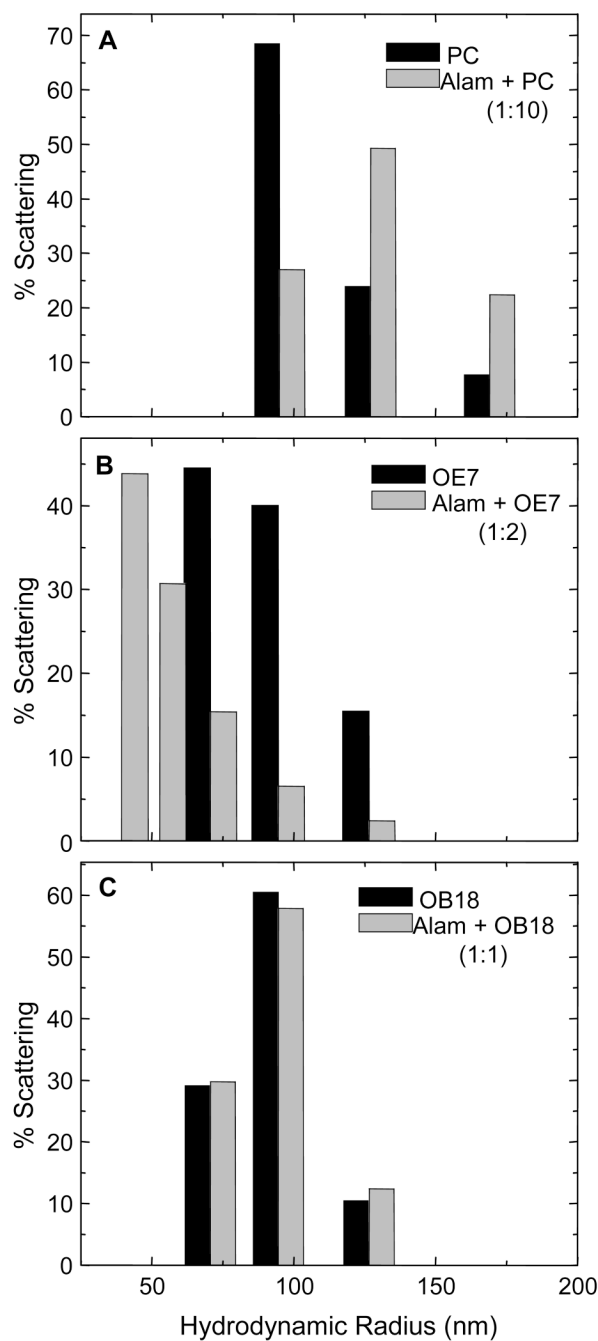 A
70
60
50
40
30
20
10
0
% Scattering
PC
Alam + PC
(1:10)
B
40
30
20
10
0
% Scattering
OE7
Alam + OE7
(1:2)
C
60
50
40
30
20
10
0
% Scattering
OB18
Alam + OB18
(1:1)
50 100 150 200
Hydrodynamic Radius (nm)